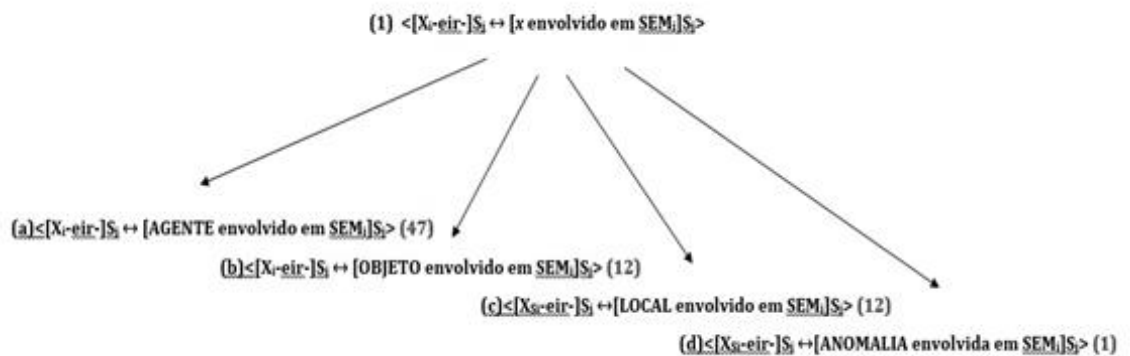 (1) <[Xᵢ-eir-]Sⱼ ↔ [x envolvido em SEMᵢ]Sⱼ>
(a)<[Xᵢ-eir-]Sⱼ ↔ [AGENTE envolvido em SEMᵢ]Sⱼ> (47)
(b)<[Xᵢ-eir-]Sⱼ ↔ [OBJETO envolvido em SEMᵢ]Sⱼ> (12)
(c)<[X_Sᵢ-eir-]Sⱼ ↔[LOCAL envolvido em SEMᵢ]Sⱼ> (12)
(d)<[X_Sᵢ-eir-]Sⱼ ↔[ANOMALIA envolvida em SEMᵢ]Sⱼ> (1)